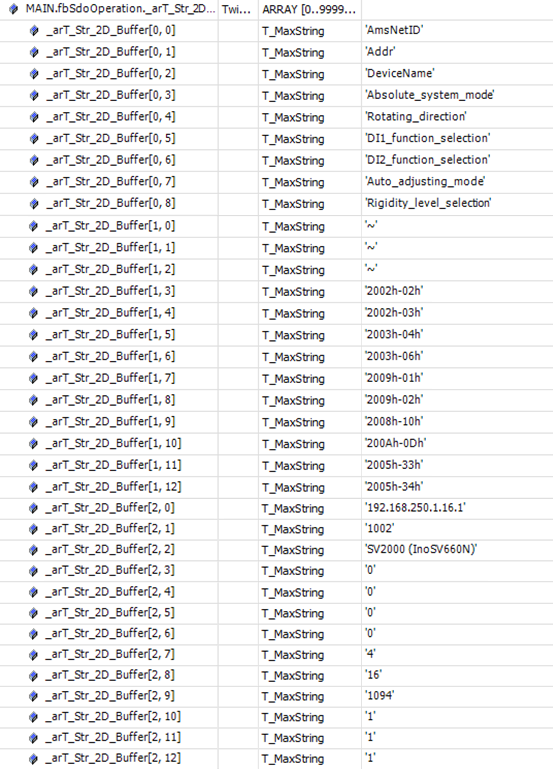 MAIN.fbSdoOperation._arT_Str_2D... Twi... ARRAY [0..9999...
_arT_Str_2D_Buffer[0, 0] T_MaxString 'AmsNetID'
_arT_Str_2D_Buffer[0, 1] T_MaxString 'Addr'
_arT_Str_2D_Buffer[0, 2] T_MaxString 'DeviceName'
_arT_Str_2D_Buffer[0, 3] T_MaxString 'Absolute_system_mode'
_arT_Str_2D_Buffer[0, 4] T_MaxString 'Rotating_direction'
_arT_Str_2D_Buffer[0, 5] T_MaxString 'DI1_function_selection'
_arT_Str_2D_Buffer[0, 6] T_MaxString 'DI2_function_selection'
_arT_Str_2D_Buffer[0, 7] T_MaxString 'Auto_adjusting_mode'
_arT_Str_2D_Buffer[0, 8] T_MaxString 'Rigidity_level_selection'
_arT_Str_2D_Buffer[1, 0] T_MaxString '~'
_arT_Str_2D_Buffer[1, 1] T_MaxString '~'
_arT_Str_2D_Buffer[1, 2] T_MaxString '~'
_arT_Str_2D_Buffer[1, 3] T_MaxString '2002h-02h'
_arT_Str_2D_Buffer[1, 4] T_MaxString '2002h-03h'
_arT_Str_2D_Buffer[1, 5] T_MaxString '2003h-04h'
_arT_Str_2D_Buffer[1, 6] T_MaxString '2003h-06h'
_arT_Str_2D_Buffer[1, 7] T_MaxString '2009h-01h'
_arT_Str_2D_Buffer[1, 8] T_MaxString '2009h-02h'
_arT_Str_2D_Buffer[1, 9] T_MaxString '2008h-10h'
_arT_Str_2D_Buffer[1, 10] T_MaxString '200Ah-0Dh'
_arT_Str_2D_Buffer[1, 11] T_MaxString '2005h-33h'
_arT_Str_2D_Buffer[1, 12] T_MaxString '2005h-34h'
_arT_Str_2D_Buffer[2, 0] T_MaxString '192.168.250.1.16.1'
_arT_Str_2D_Buffer[2, 1] T_MaxString '1002'
_arT_Str_2D_Buffer[2, 2] T_MaxString 'SV2000 (InoSV660N)'
_arT_Str_2D_Buffer[2, 3] T_MaxString '0'
_arT_Str_2D_Buffer[2, 4] T_MaxString '0'
_arT_Str_2D_Buffer[2, 5] T_MaxString '0'
_arT_Str_2D_Buffer[2, 6] T_MaxString '0'
_arT_Str_2D_Buffer[2, 7] T_MaxString '4'
_arT_Str_2D_Buffer[2, 8] T_MaxString '16'
_arT_Str_2D_Buffer[2, 9] T_MaxString '1094'
_arT_Str_2D_Buffer[2, 10] T_MaxString '1'
_arT_Str_2D_Buffer[2, 11] T_MaxString '1'
_arT_Str_2D_Buffer[2, 12] T_MaxString '1'